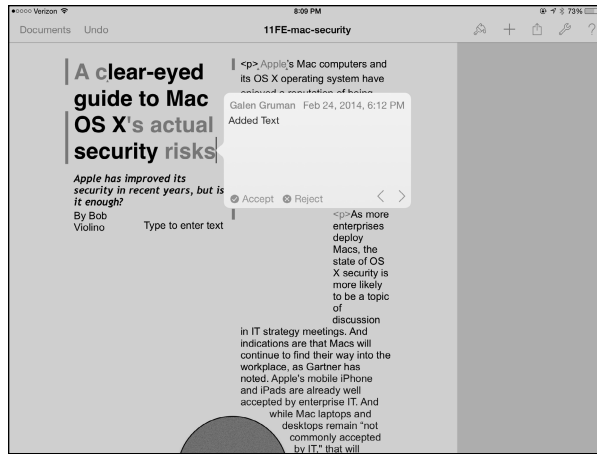 Verizon
8:09 PM
73%
Documents Undo
11FE-mac-security
?
A clear-eyed
guide to Mac
OS X's actual
security risks
Apple has improved its
security in recent years, but is
it enough?
By Bob
Violino
Type to enter text
<p>.Apple's Mac computers and
its OS X operating system have
enjoyed a reputation of being
Galen Gruman Feb 24, 2014, 6:12 PM
Added Text
Accept Reject
<p>As more
enterprises
deploy
Macs, the
state of OS
X security is
more likely
to be a topic
of
discussion
in IT strategy meetings. And
indications are that Macs will
continue to find their way into the
workplace, as Gartner has
noted. Apple's mobile iPhone
and iPads are already well
accepted by enterprise IT. And
while Mac laptops and
desktops remain “not
commonly accepted
by IT," that will